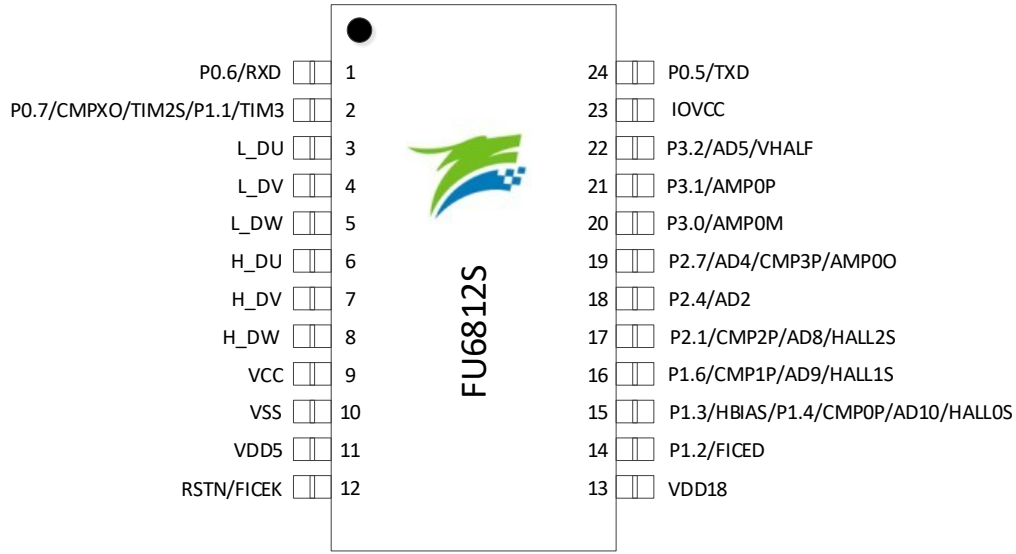 P0.6/RXD 1 24 P0.5/TXD
P0.7/CMPXO/TIM2S/P1.1/TIM3 2 23 IOVCC
L_DU 3 22 P3.2/AD5/VHALF
L_DV 4 21 P3.1/AMP0P
L_DW 5 20 P3.0/AMP0M
H_DU 6 19 P2.7/AD4/CMP3P/AMP0O
H_DV 7 18 P2.4/AD2
H_DW 8 17 P2.1/CMP2P/AD8/HALL2S
VCC 9 16 P1.6/CMP1P/AD9/HALL1S
VSS 10 15 P1.3/HBIAS/P1.4/CMP0P/AD10/HALL0S
VDD5 11 14 P1.2/FICED
RSTN/FICEK 12 13 VDD18
FU6812S